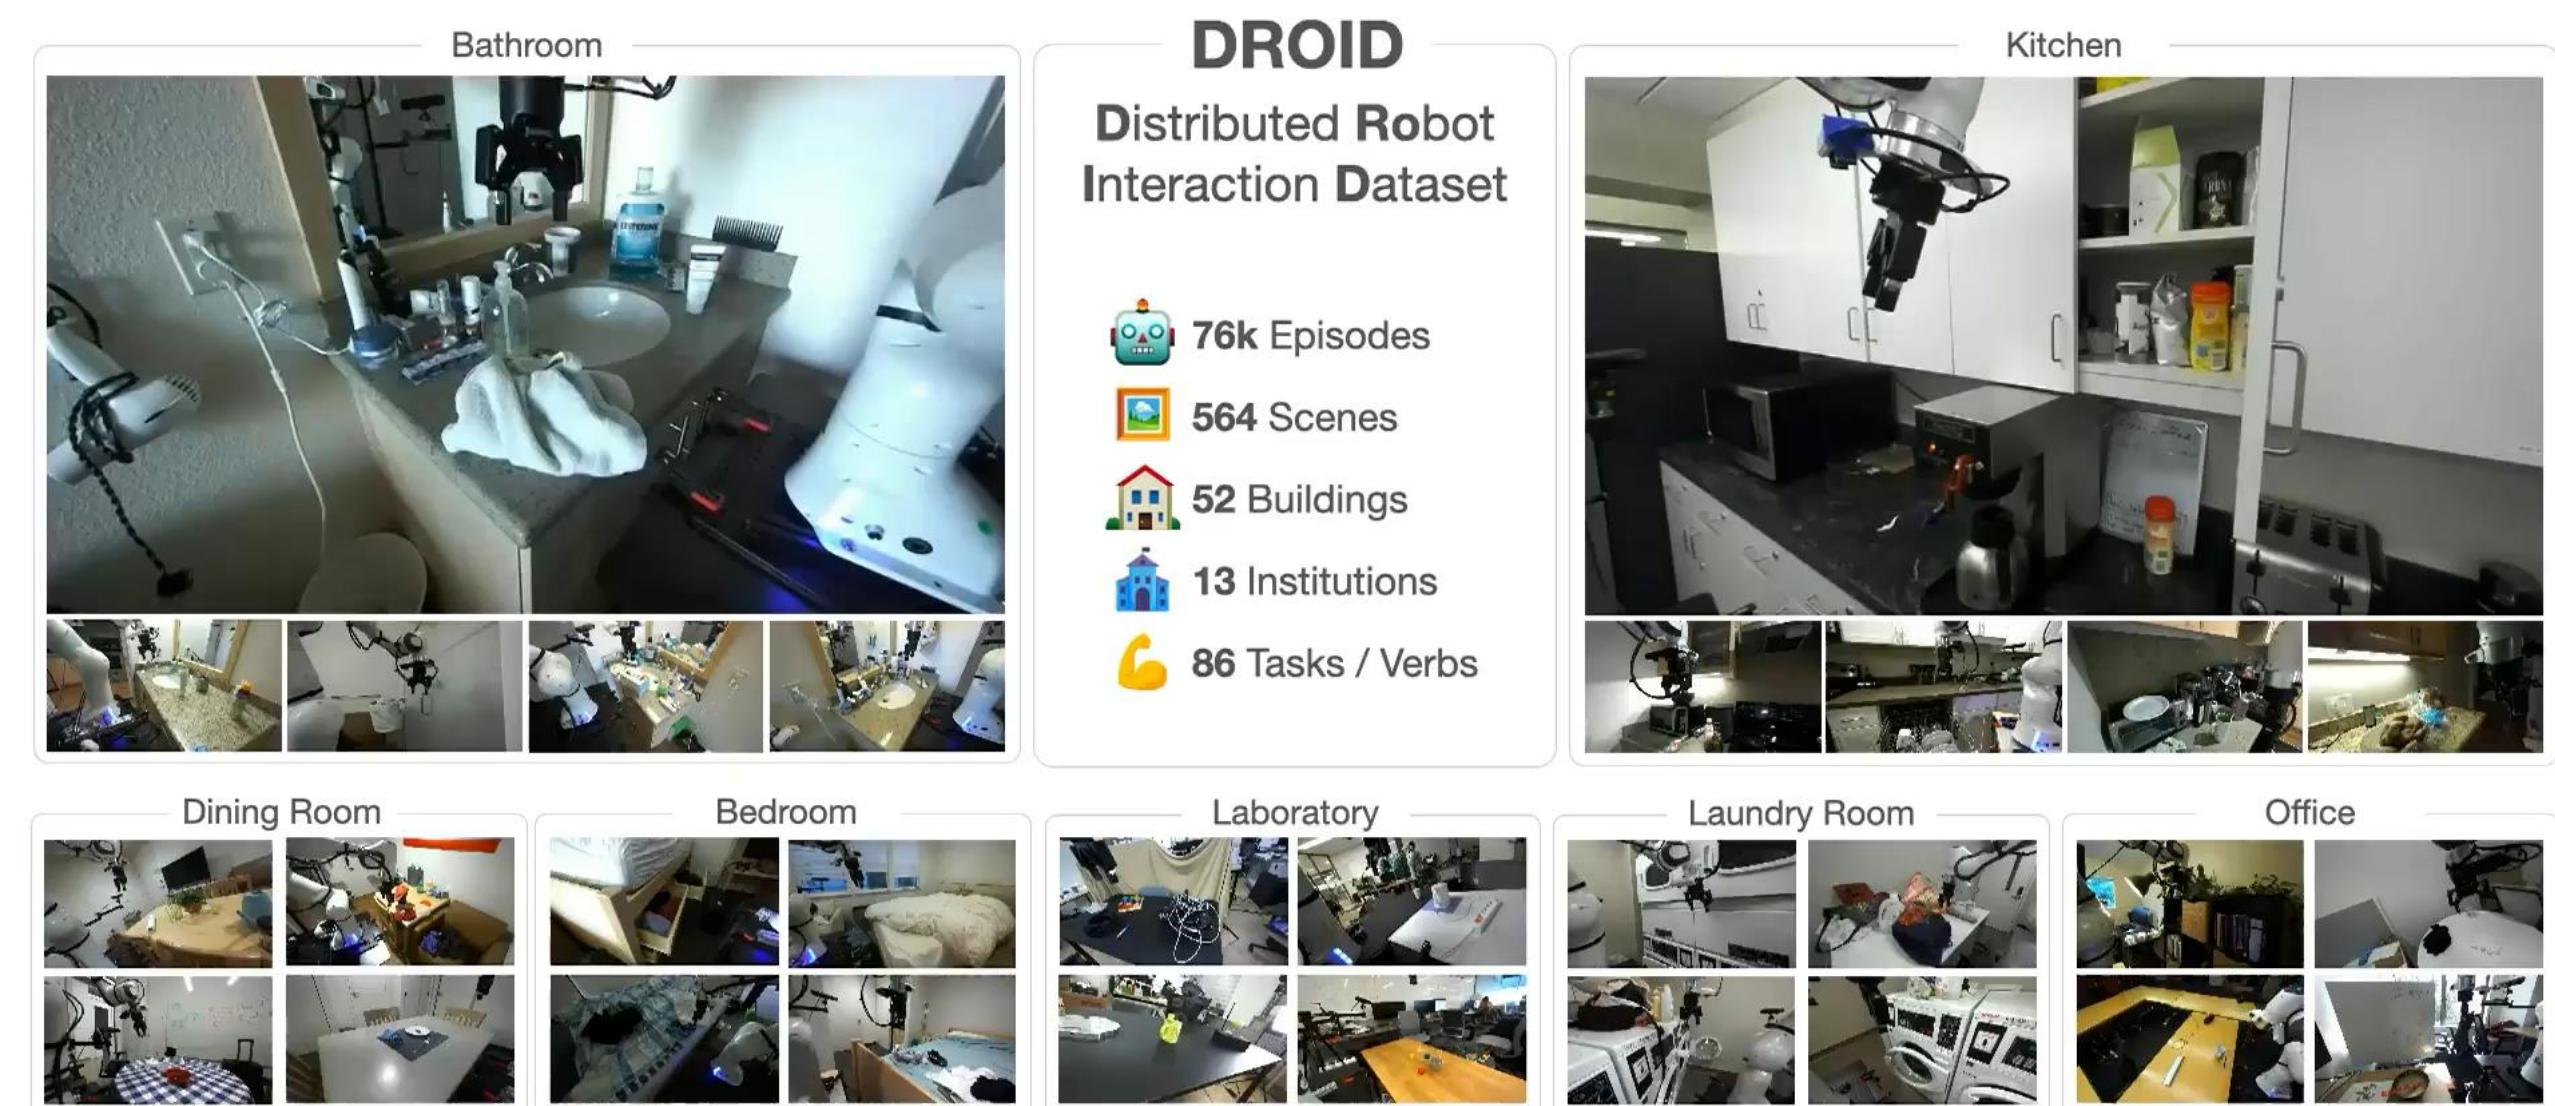 Bathroom
DROID
Distributed Robot
Interaction Dataset
76k Episodes
564 Scenes
52 Buildings
13 Institutions
86 Tasks / Verbs
Kitchen
LISTERINE
Dining Room
Bedroom
Laboratory
Laundry Room
Office